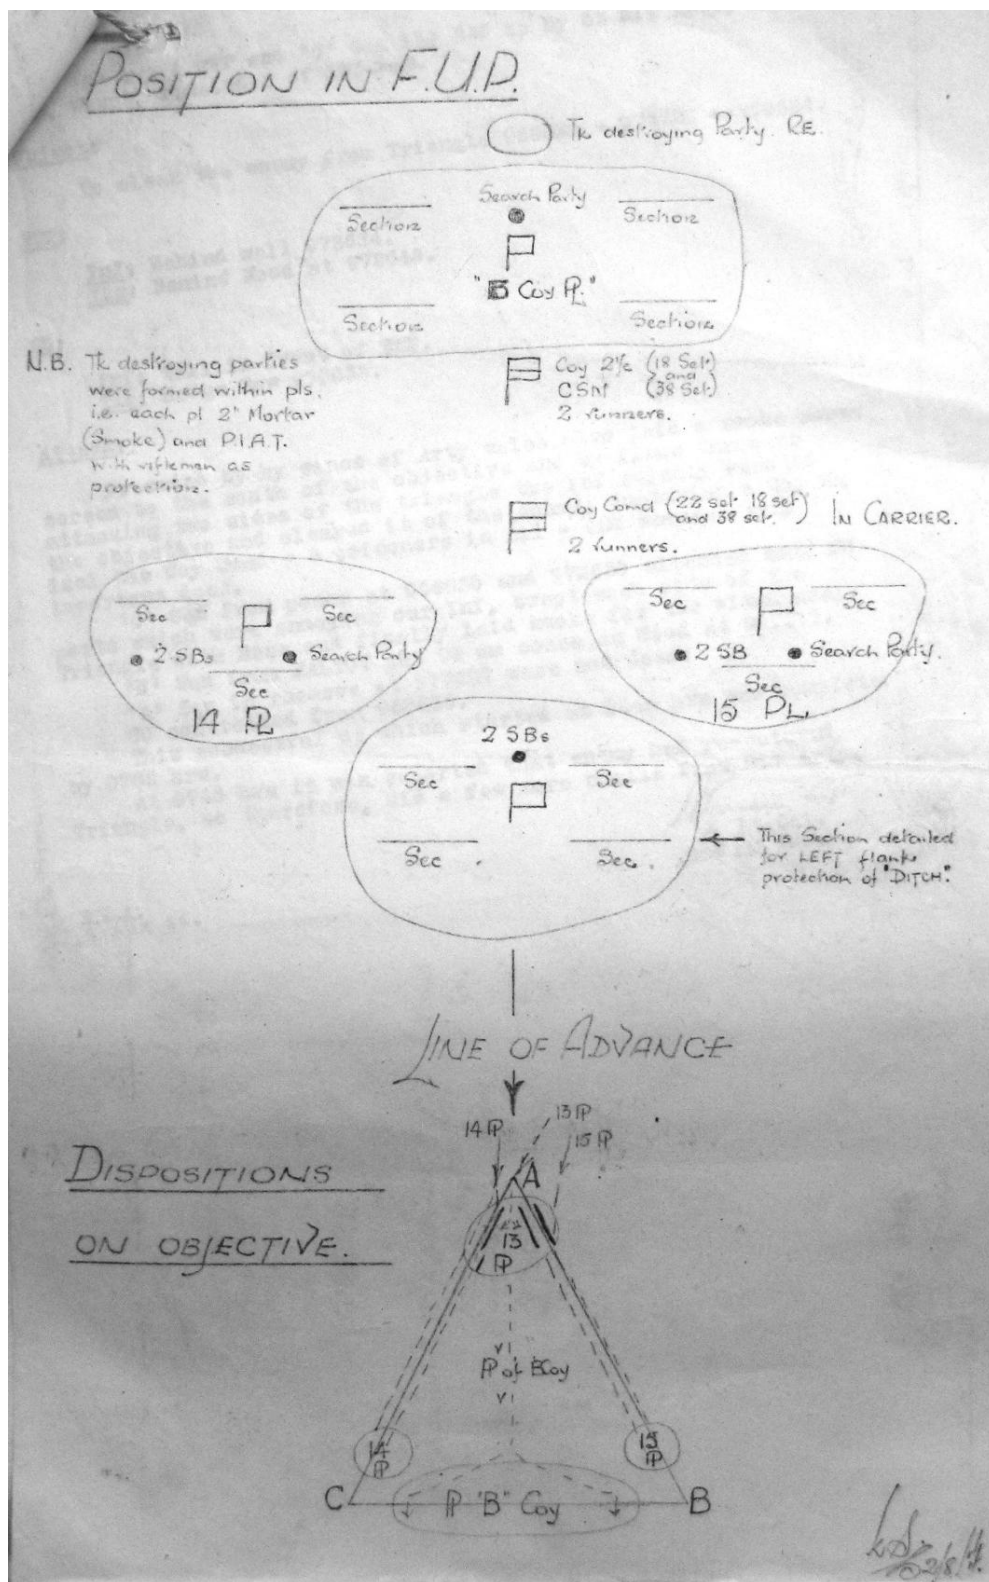 POSITION IN F.U.P.
Tk destroying Party. RE.
Search Party
Section
Section
"B Coy PL."
Section
Section
N.B. Tk destroying parties
were formed within pls.
i.e. each pl 2" Mortar
(Smoke) and P.I.A.T.
with rifleman as
protection.
Coy 2i/c (18 Set)
and
CSM (38 Set)
2 runners.
Coy Comd (22 set 18 set
and 38 set.) IN CARRIER.
2 runners.
Sec
Sec
2 SBs
Search Party
Sec
14 PL
Sec
Sec
2 SB
Search Party.
Sec
15 PL
2 SBs
Sec
Sec
Sec
Sec.
This Section detailed
for LEFT flank
protection of "DITCH".
LINE OF ADVANCE
14 Pl
13 Pl
15 Pl
DISPOSITIONS
ON OBJECTIVE.
A
13
Pl
Pl of B Coy
14
Pl
15
Pl
C
Pl "B" Coy
B